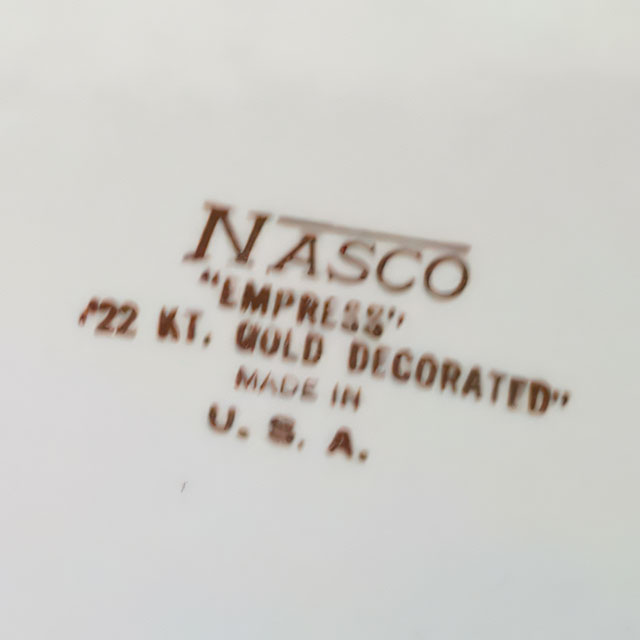 NASCO
"EMPRESS"
"22 KT. GOLD DECORATED"
MADE IN
U. S. A.